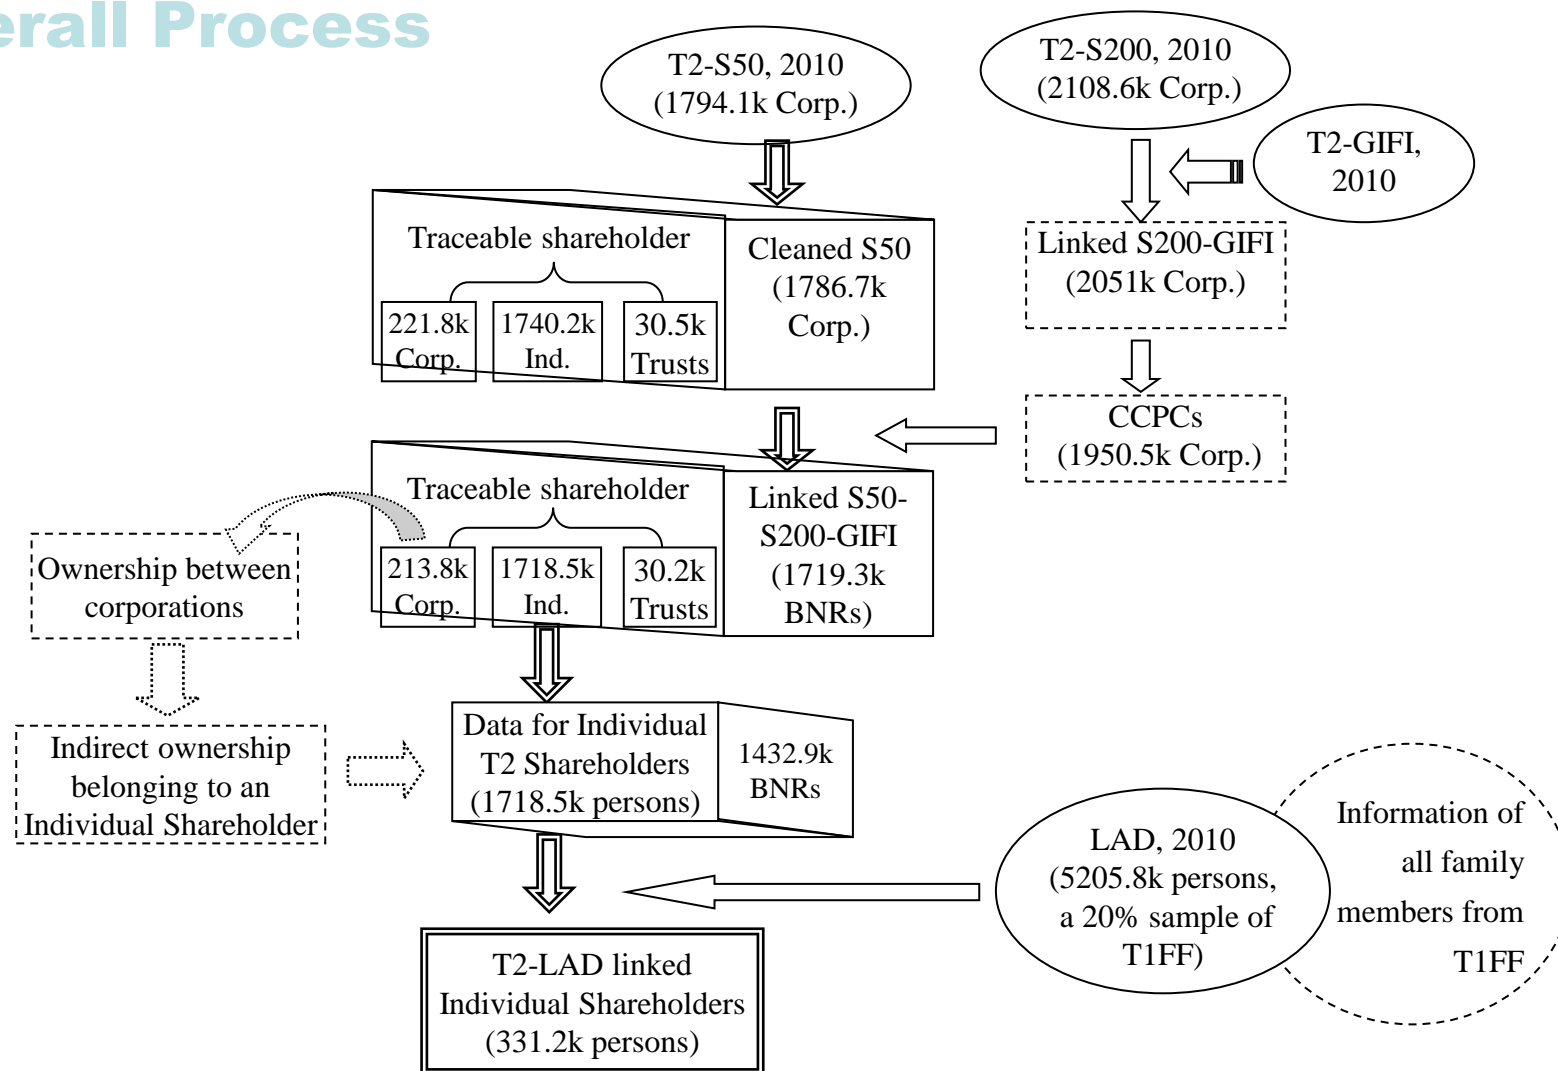 erall Process
T2-S50, 2010
(1794.1k Corp.)
T2-S200, 2010
(2108.6k Corp.)
T2-GIFI,
2010
Traceable shareholder
221.8k
Corp.
1740.2k
Ind.
30.5k
Trusts
Cleaned S50
(1786.7k
Corp.)
Linked S200-GIFI
(2051k Corp.)
CCPCs
(1950.5k Corp.)
Traceable shareholder
213.8k
Corp.
1718.5k
Ind.
30.2k
Trusts
Linked S50-
S200-GIFI
(1719.3k
BNRs)
Ownership between
corporations
Indirect ownership
belonging to an
Individual Shareholder
Data for Individual
T2 Shareholders
(1718.5k persons)
1432.9k
BNRs
LAD, 2010
(5205.8k persons,
a 20% sample of
T1FF)
Information of
all family
members from
T1FF
T2-LAD linked
Individual Shareholders
(331.2k persons)